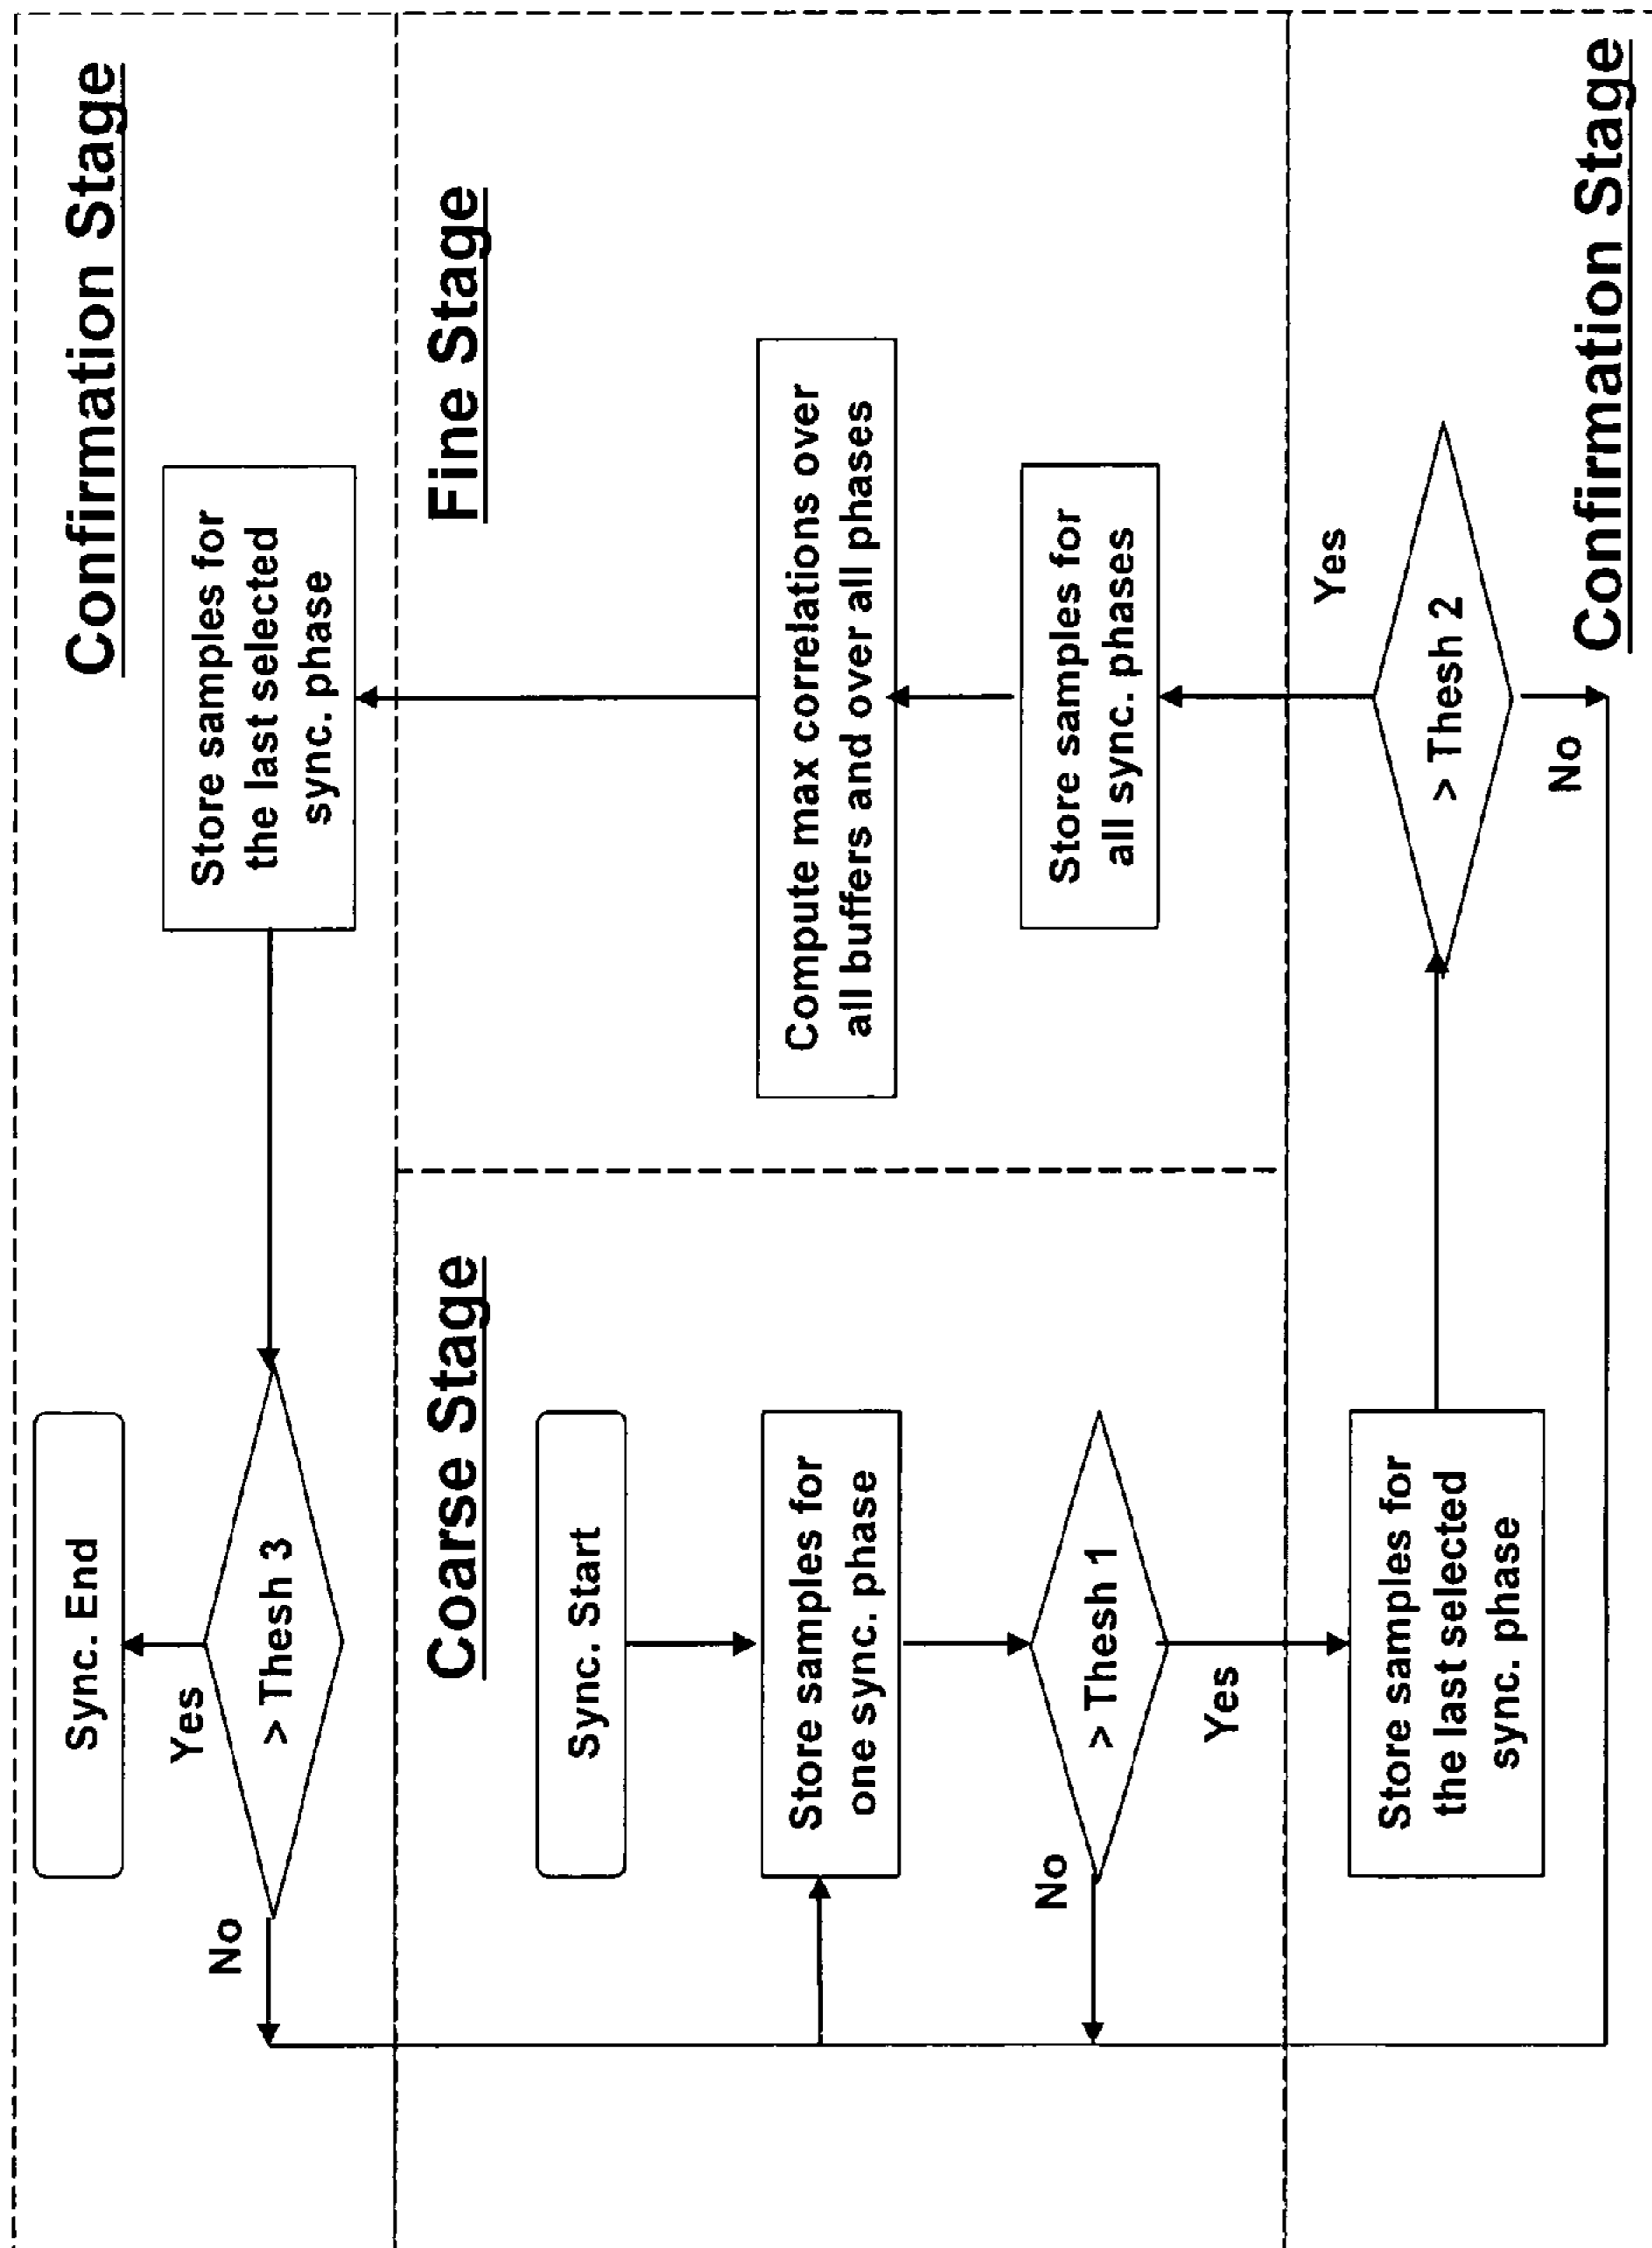 Confirmation Stage
Sync. End
Yes
> Thesh 3
No
Store samples for
the last selected
sync. phase
Coarse Stage
Sync. Start
Store samples for
one sync. phase
> Thesh 1
No
Yes
Fine Stage
Compute max correlations over
all buffers and over all phases
Store samples for
all sync. phases
Store samples for
the last selected
sync. phase
Yes
> Thesh 2
No
Confirmation Stage